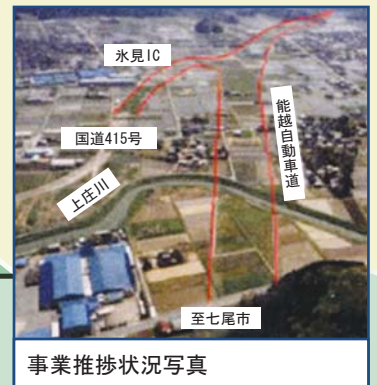 氷見IC
能越自動車道
国道415号
上庄川
至七尾市
事業推捗状況写真